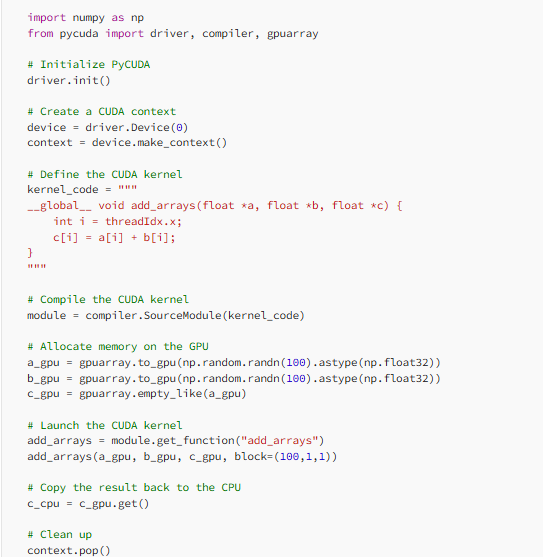 import numpy as np
from pycuda import driver, compiler, gpuarray

# Initialize PyCUDA
driver.init()

# Create a CUDA context
device = driver.Device(0)
context = device.make_context()

# Define the CUDA kernel
kernel_code = """
__global__ void add_arrays(float *a, float *b, float *c) {
    int i = threadIdx.x;
    c[i] = a[i] + b[i];
}
"""

# Compile the CUDA kernel
module = compiler.SourceModule(kernel_code)

# Allocate memory on the GPU
a_gpu = gpuarray.to_gpu(np.random.randn(100).astype(np.float32))
b_gpu = gpuarray.to_gpu(np.random.randn(100).astype(np.float32))
c_gpu = gpuarray.empty_like(a_gpu)

# Launch the CUDA kernel
add_arrays = module.get_function("add_arrays")
add_arrays(a_gpu, b_gpu, c_gpu, block=(100,1,1))

# Copy the result back to the CPU
c_cpu = c_gpu.get()

# Clean up
context.pop()